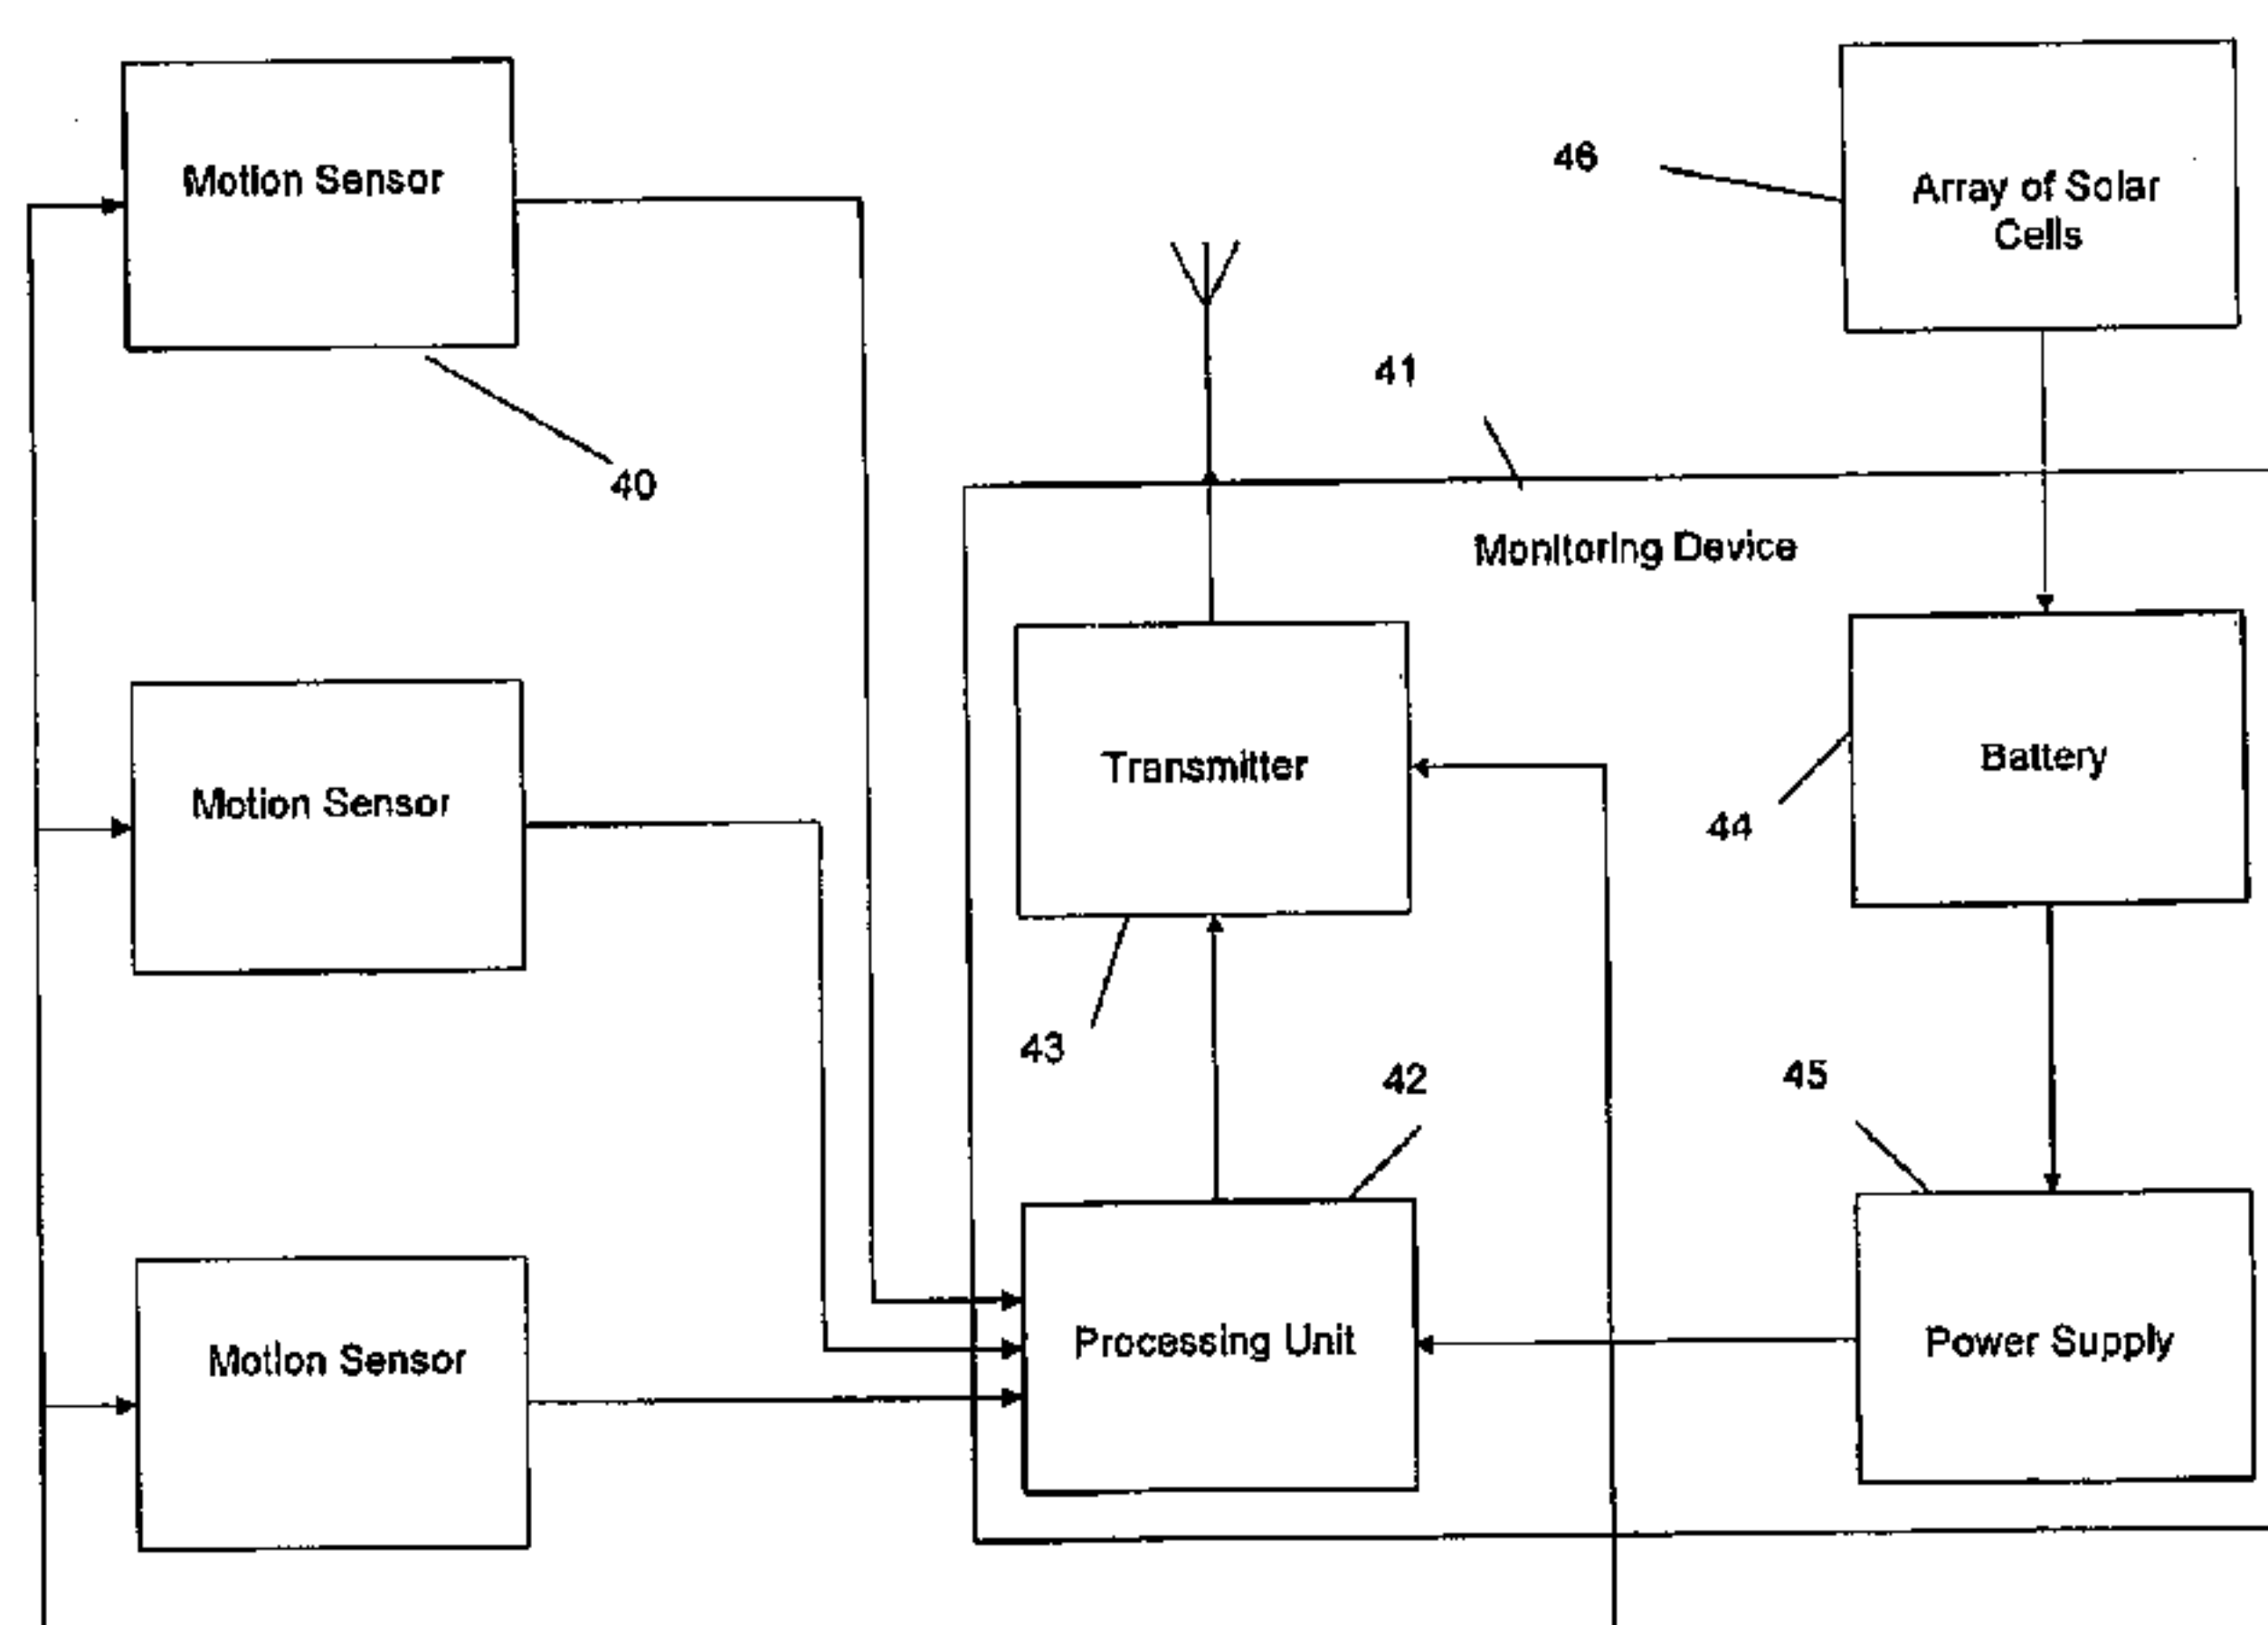 Motion Sensor
46
Array of Solar
Cells
41
40
Monitoring Device
Motion Sensor
Transmitter
Battery
44
43
42
45
Motion Sensor
Processing Unit
Power Supply